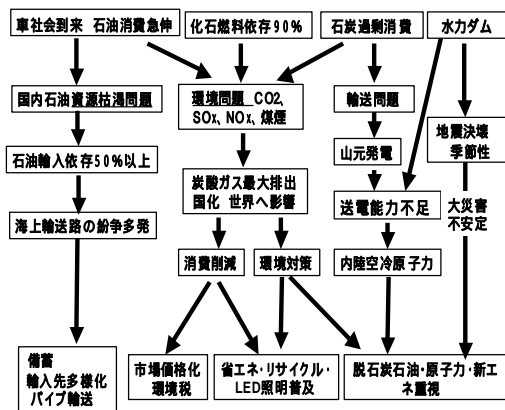 車社会到来 石油消費急伸
化石燃料依存90%
石炭過剰消費
水力ダム
国内石油資源枯渇問題
環境問題 CO2、
SOx、NOx、煤煙
輸送問題
地震決壊
季節性
石油輸入依存50%以上
山元発電
炭酸ガス最大排出
国化 世界へ影響
海上輸送路の紛争多発
送電能力不足
大災害
不安定
消費削減
環境対策
内陸空冷原子力
備蓄
輸入先多様化
パイプ輸送
市場価格化
環境税
省エネ・リサイクル・
LED照明普及
脱石炭石油・原子力・新エ
ネ重視